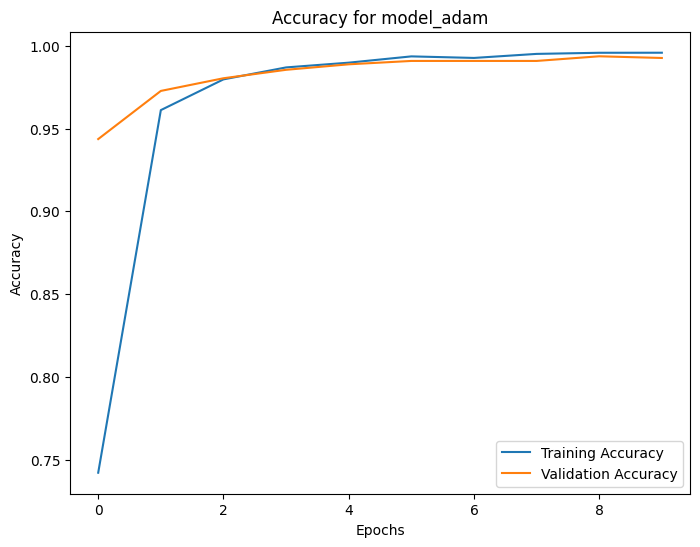 Accuracy for model_adam
1.00
0.95
0.90
0.85
0.80
0.75
Accuracy
0
2
4
6
8
Epochs
Training Accuracy
Validation Accuracy